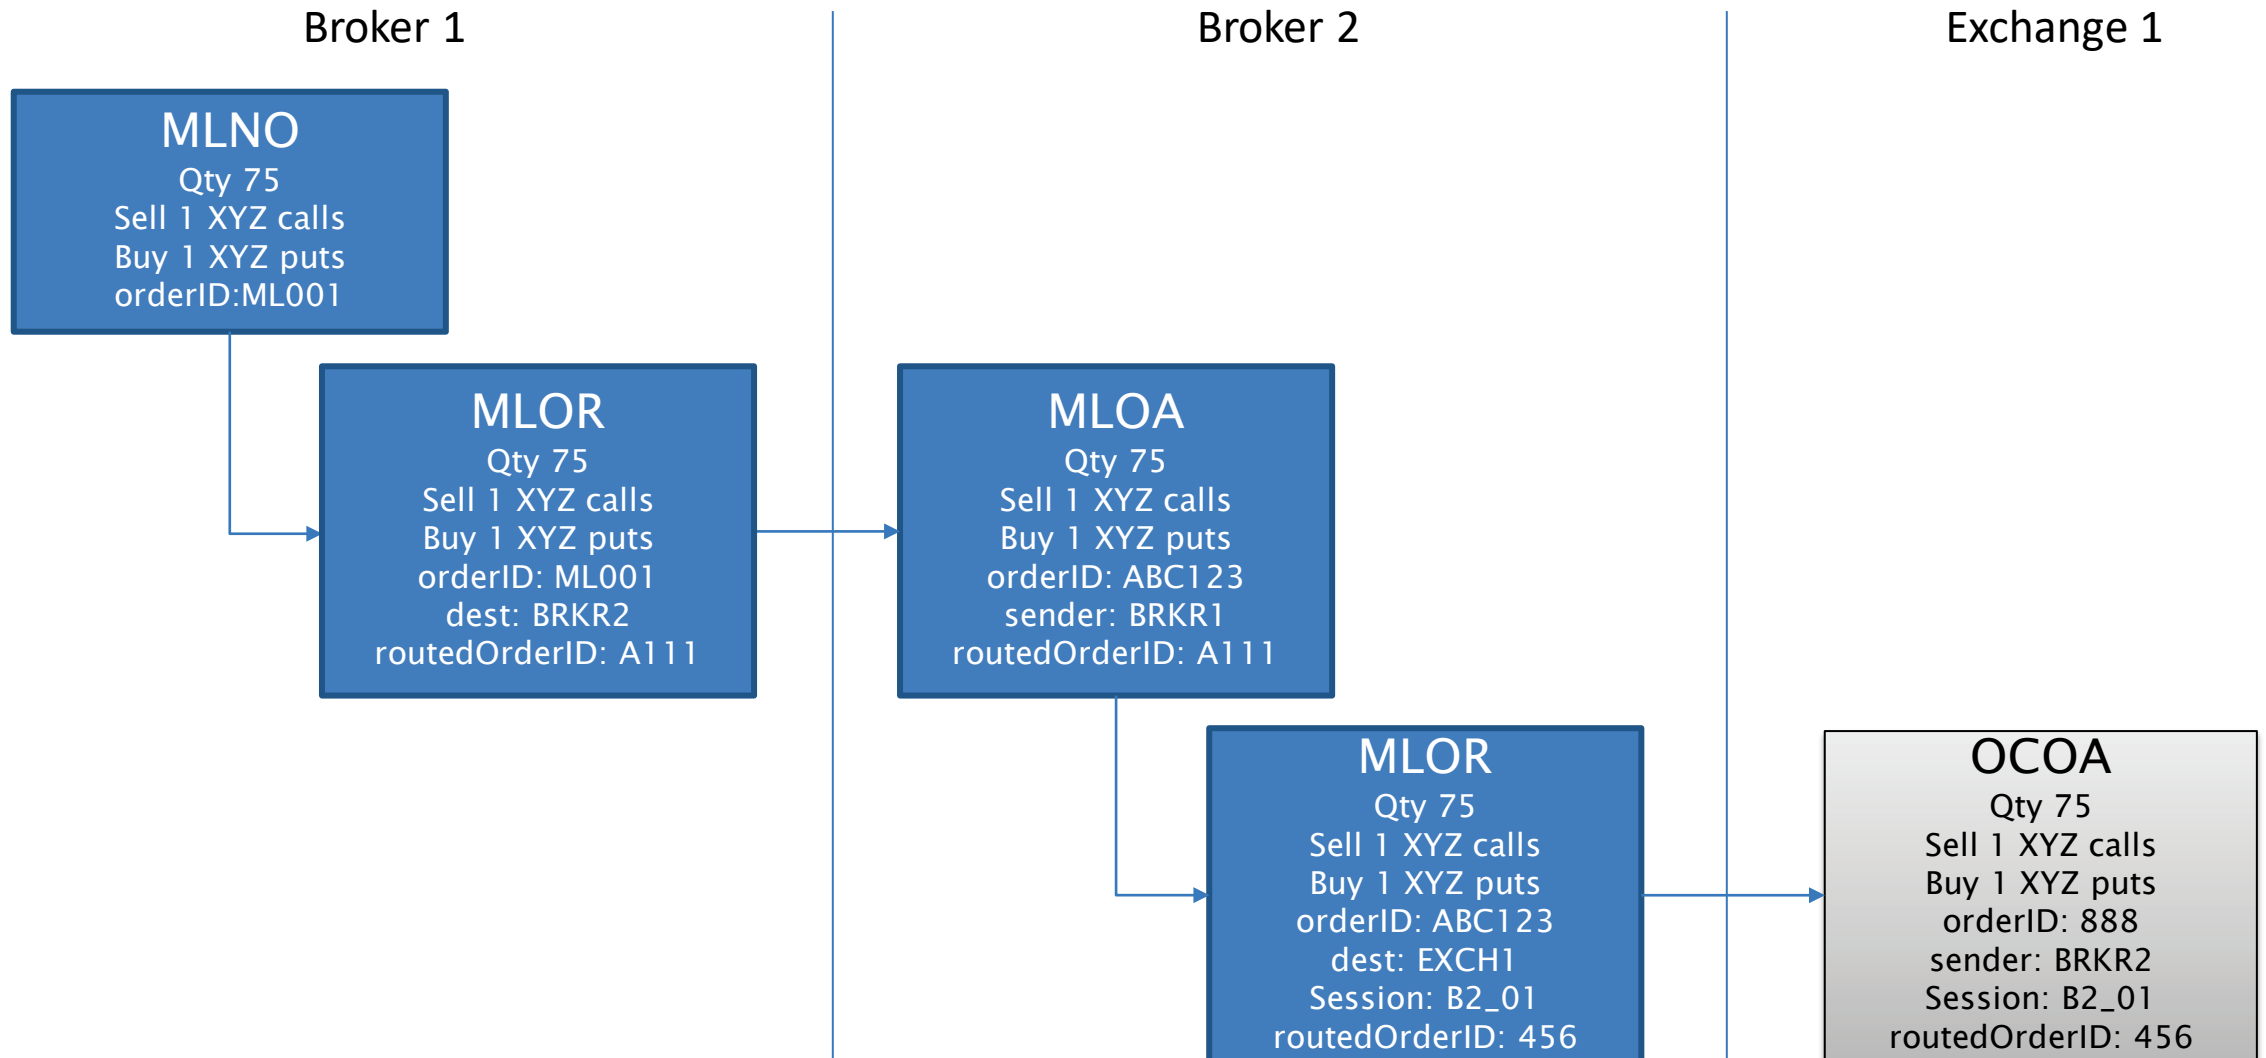 Broker 1
Broker 2
Exchange 1
MLNO
Qty 75
Sell 1 XYZ calls
Buy 1 XYZ puts
orderID:ML001
MLOR
Qty 75
Sell 1 XYZ calls
Buy 1 XYZ puts
orderID: ML001
dest: BRKR2
routedOrderID: A111
MLOA
Qty 75
Sell 1 XYZ calls
Buy 1 XYZ puts
orderID: ABC123
sender: BRKR1
routedOrderID: A111
MLOR
Qty 75
Sell 1 XYZ calls
Buy 1 XYZ puts
orderID: ABC123
dest: EXCH1
Session: B2_01
routedOrderID: 456
OCOA
Qty 75
Sell 1 XYZ calls
Buy 1 XYZ puts
orderID: 888
sender: BRKR2
Session: B2_01
routedOrderID: 456